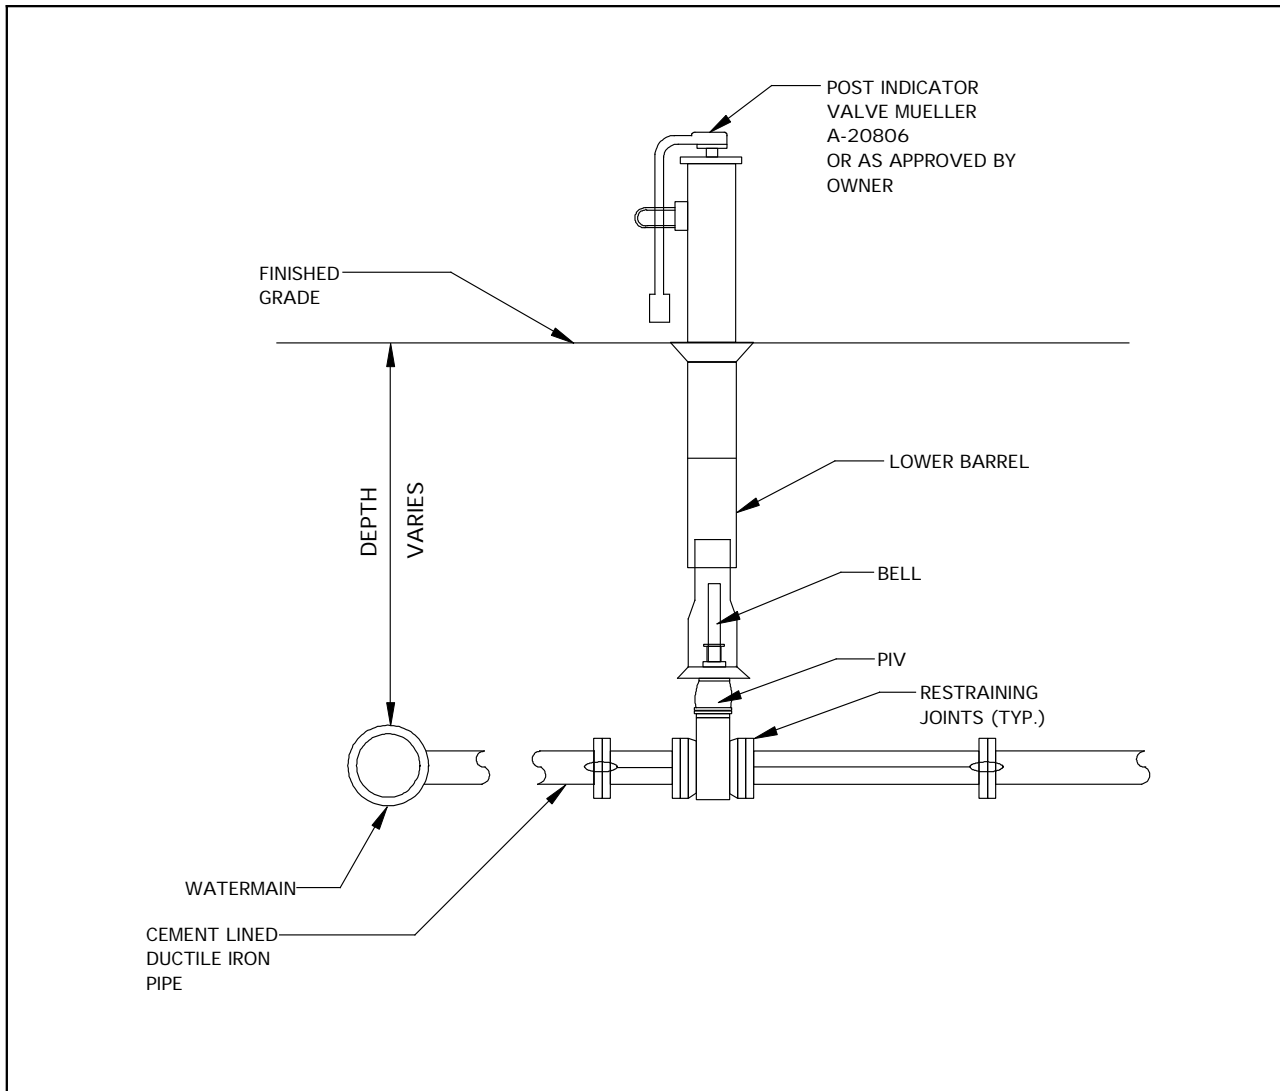 POST INDICATOR
VALVE MUELLER
A-20806
OR AS APPROVED BY
OWNER
FINISHED
GRADE
LOWER BARREL
DEPTH
VARIES
BELL
PIV
RESTRAINING
JOINTS (TYP.)
WATERMAIN
CEMENT LINED
DUCTILE IRON
PIPE